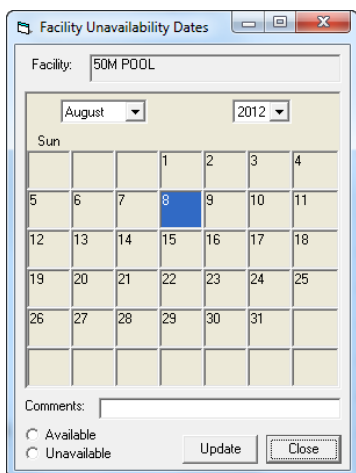 Facility Unavailability Dates
Facility: 50M POOL
August 2012
Sun
1 2 3 4
5 6 7 8 9 10 11
12 13 14 15 16 17 18
19 20 21 22 23 24 25
26 27 28 29 30 31
Comments:
Available
Unavailable
Update Close